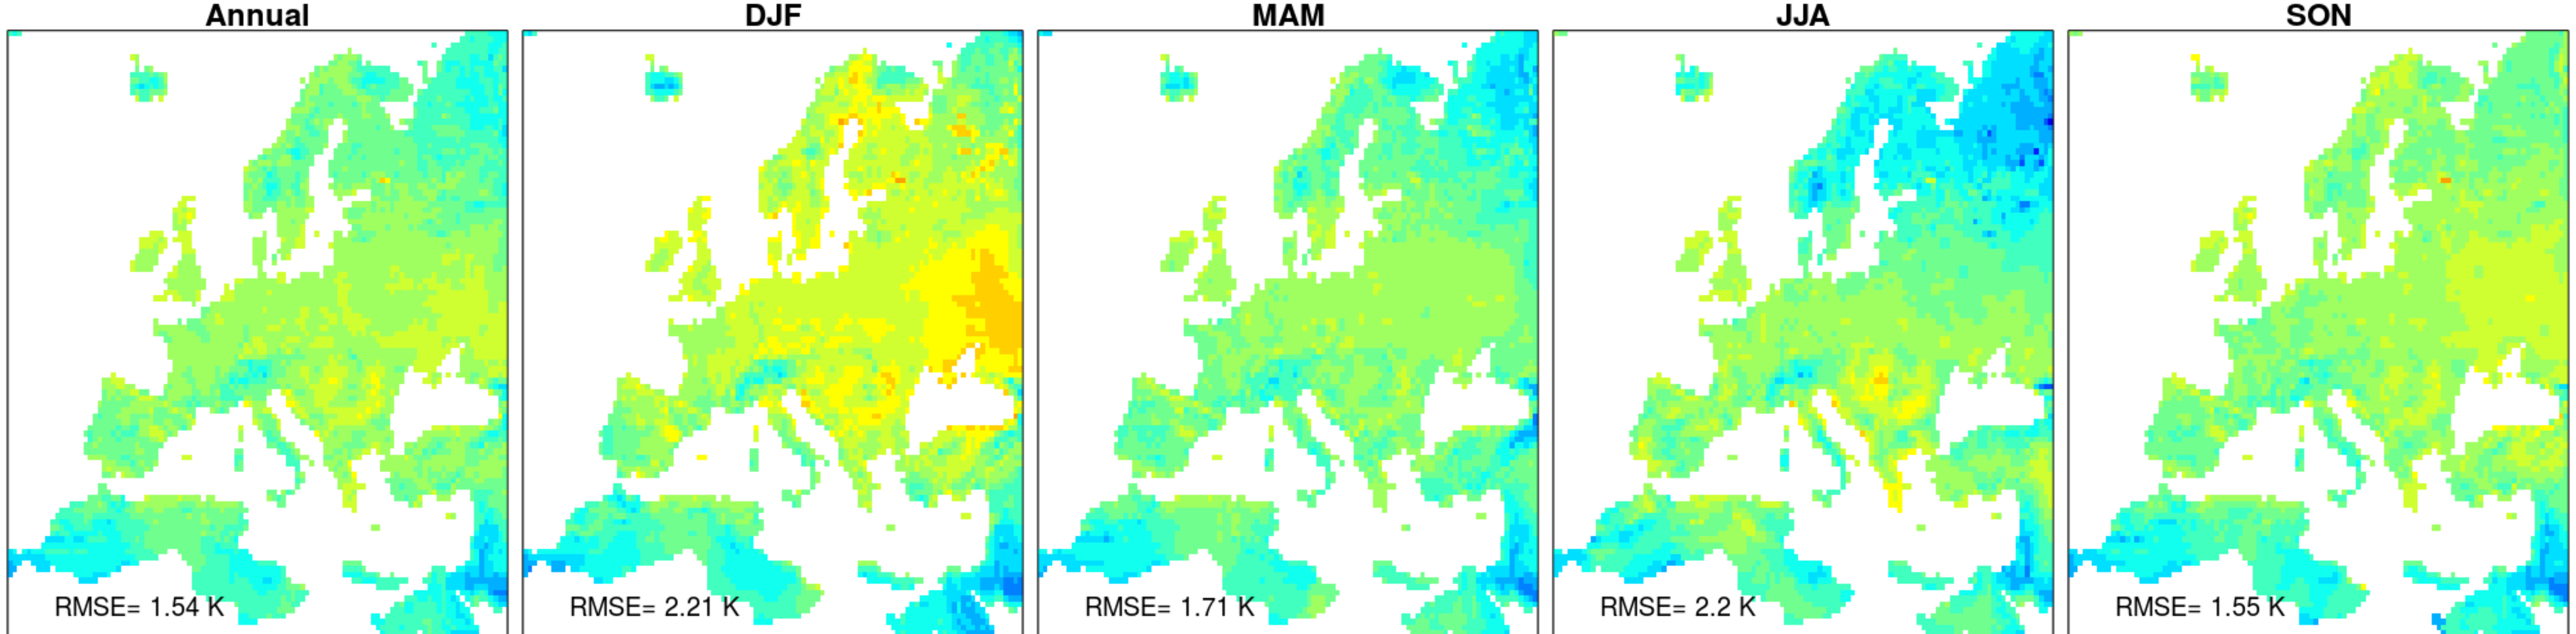 Annual DJF MAM JJA SON
RMSE= 1.54 K RMSE= 2.21 K RMSE= 1.71 K RMSE= 2.2 K RMSE= 1.55 K